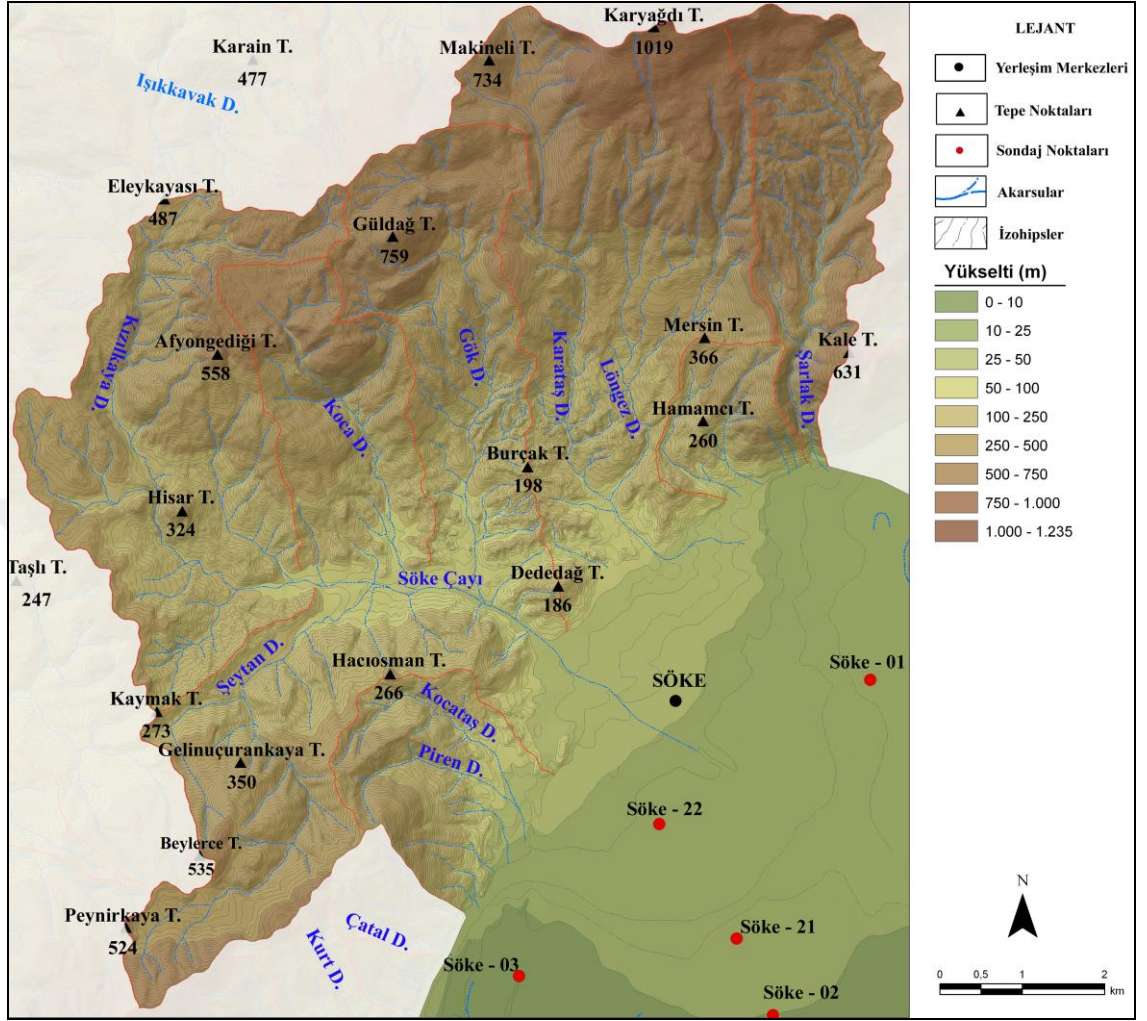 Karyağdı T.
1019
Karain T.
477
Makineli T.
734
Işıkkavak D.
Eleykayası T.
487
Güldağ T.
759
Kızılkaya D.
Afyongediği T.
558
Gök D.
Karataş D.
Löngez D.
Mersin T.
366
Şarlak D.
Kale T.
631
Koca D.
Hamamcı T.
260
Burçak T.
198
Hisar T.
324
Taşlı T.
247
Söke Çayı
Dededağ T.
186
Şeytan D.
Hacıosman T.
266
Söke - 01
SÖKE
Kaymak T.
273
Kocataş D.
Gelinuçurankaya T.
350
Piren D.
Söke - 22
Beylerce T.
535
Peynirkaya T.
524
Çatal D.
Kurt D.
Söke - 21
Söke - 03
Söke - 02
LEJANT
Yerleşim Merkezleri
Tepe Noktaları
Sondaj Noktaları
Akarsular
İzohipsler
Yükselti (m)
0 - 10
10 - 25
25 - 50
50 - 100
100 - 250
250 - 500
500 - 750
750 - 1.000
1.000 - 1.235
N
0 0,5 1 2
km